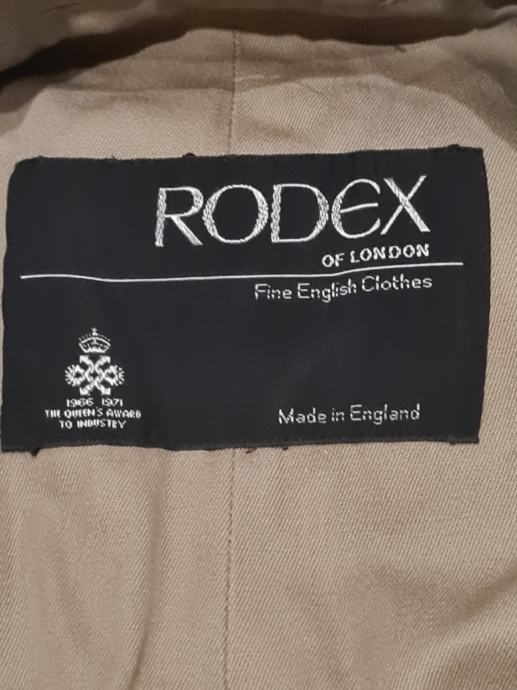 RODEX
OF LONDON
Fine English Clothes
1966 1971
THE QUEEN'S AWARD
TO INDUSTRY
Made in England